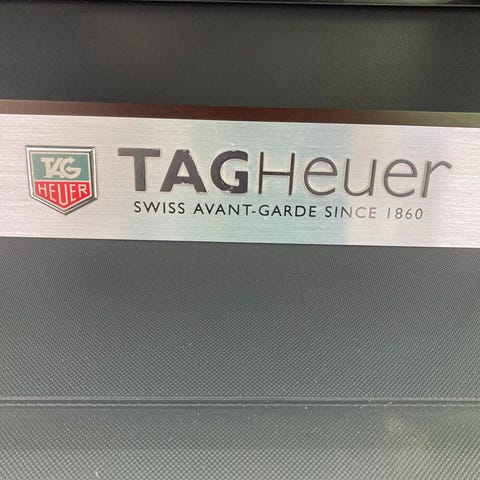 TAG
HEUER
TAGHeuer
SWISS AVANT-GARDE SINCE 1860